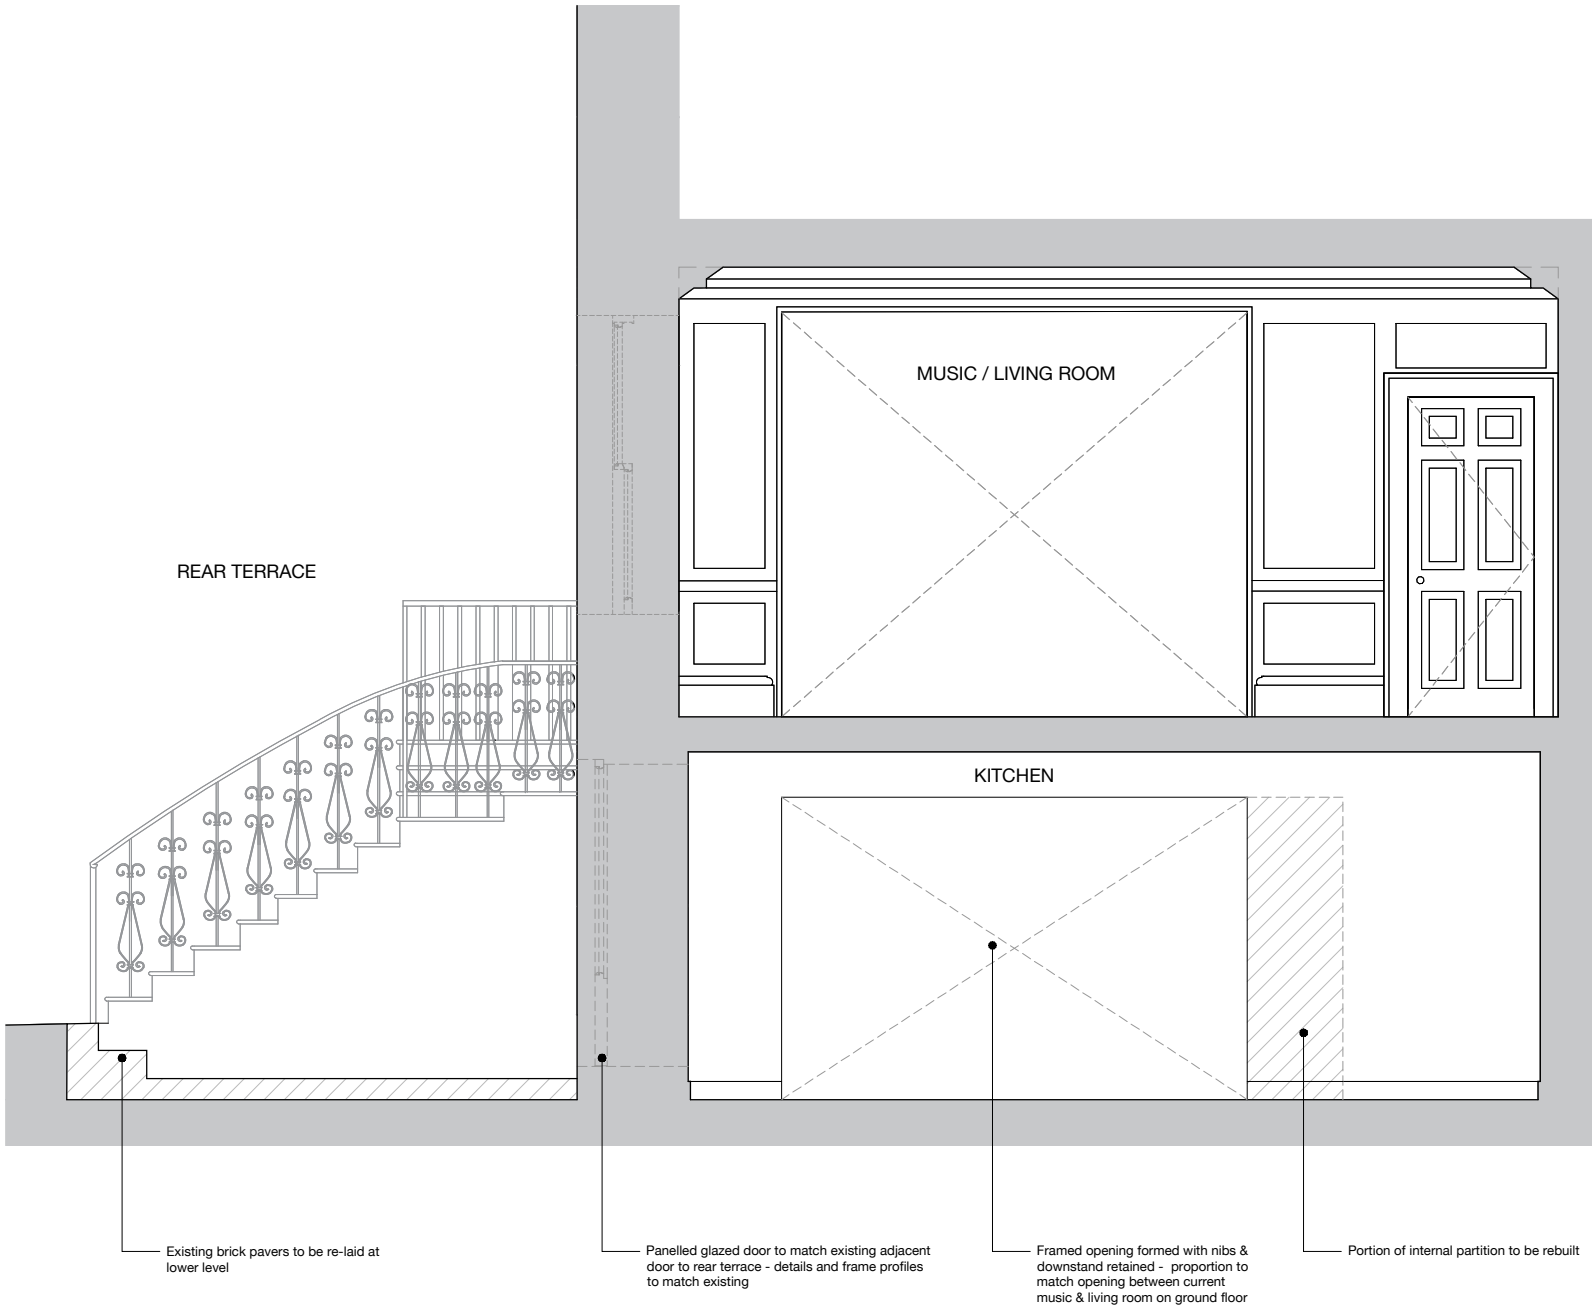 MUSIC / LIVING ROOM
REAR TERRACE
KITCHEN
Existing brick pavers to be re-laid at
lower level
Panelled glazed door to match existing adjacent
door to rear terrace - details and frame profiles
to match existing
Framed opening formed with nibs &
downstand retained - proportion to
match opening between current
music & living room on ground floor
Portion of internal partition to be rebuilt